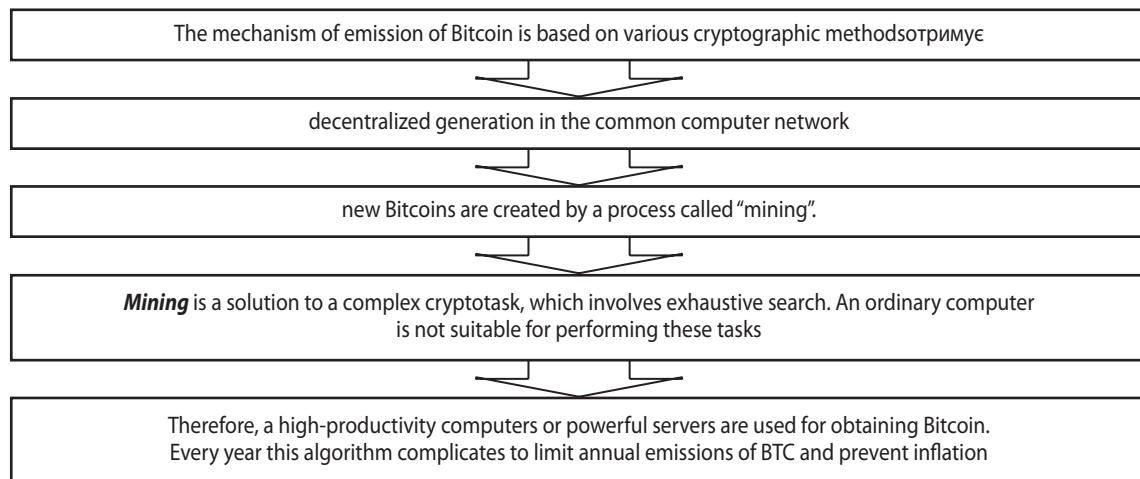 The mechanism of emission of Bitcoin is based on various cryptographic methodsотримує
decentralized generation in the common computer network
new Bitcoins are created by a process called “mining”.
Mining is a solution to a complex cryptotask, which involves exhaustive search. An ordinary computer
is not suitable for performing these tasks
Therefore, a high-productivity computers or powerful servers are used for obtaining Bitcoin.
Every year this algorithm complicates to limit annual emissions of BTC and prevent inflation